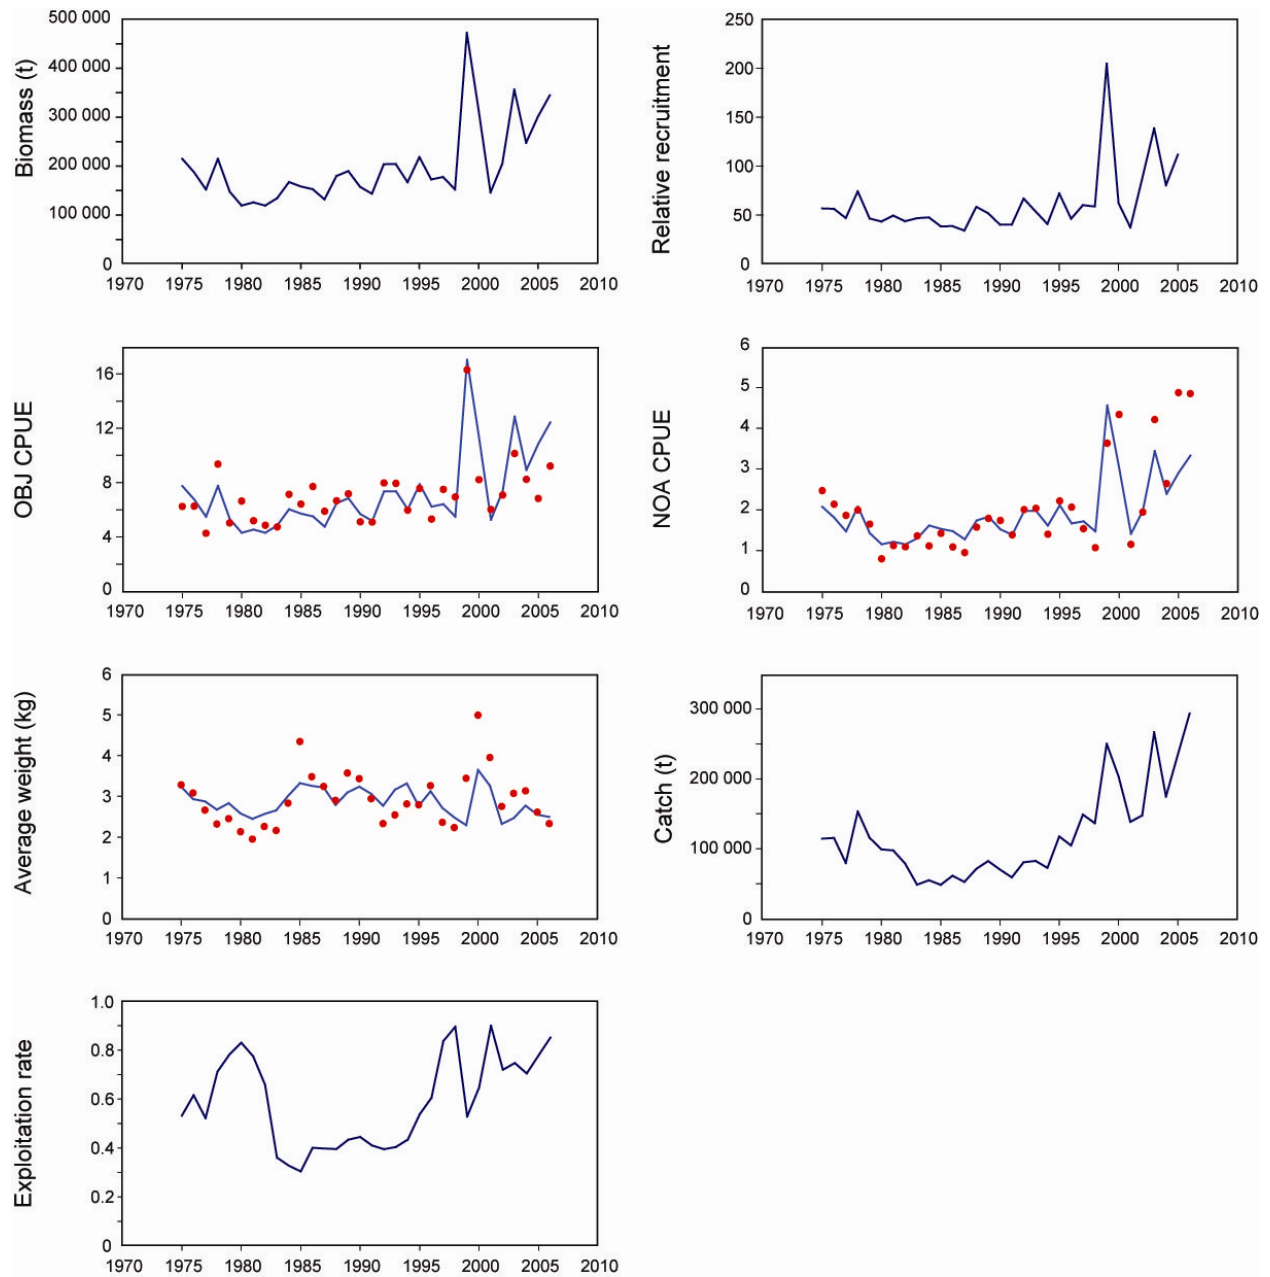 Biomass (t)
500 000
400 000
300 000
200 000
100 000
0
1970 1975 1980 1985 1990 1995 2000 2005 2010
Relative recruitment
250
200
150
100
50
0
1970 1975 1980 1985 1990 1995 2000 2005 2010
OBJ CPUE
16
12
8
4
0
1970 1975 1980 1985 1990 1995 2000 2005 2010
NOA CPUE
6
5
4
3
2
1
0
1970 1975 1980 1985 1990 1995 2000 2005 2010
Average weight (kg)
6
5
4
3
2
1
0
1970 1975 1980 1985 1990 1995 2000 2005 2010
Catch (t)
300 000
200 000
100 000
0
1970 1975 1980 1985 1990 1995 2000 2005 2010
Exploitation rate
1.0
0.8
0.6
0.4
0.2
0
1970 1975 1980 1985 1990 1995 2000 2005 2010